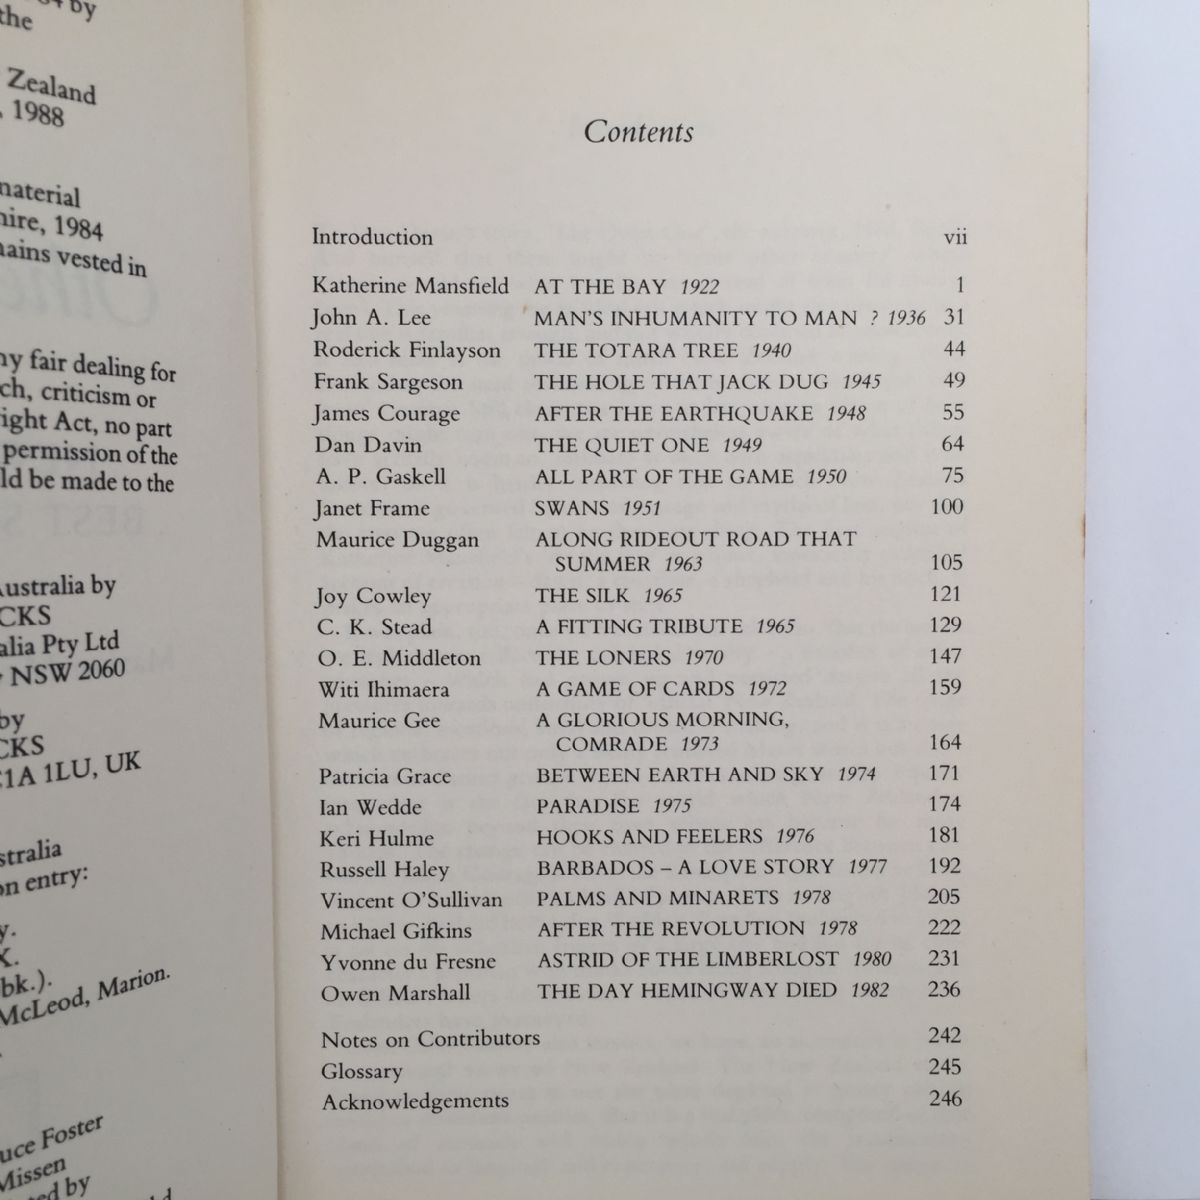 by
the
Zealand
, 1988
material
hire, 1984
mains vested in
ny fair dealing for
ch, criticism or
right Act, no part
permission of the
ld be made to the
Australia by
CKS
alia Pty Ltd
NSW 2060
by
CKS
C1A 1LU, UK
stralia
on entry:
y.
X.
bk.).
McLeod, Marion.
uce Foster
Missen
ed by
Contents
Introduction vii
Katherine Mansfield AT THE BAY 1922 1
John A. Lee MAN'S INHUMANITY TO MAN ? 1936 31
Roderick Finlayson THE TOTARA TREE 1940 44
Frank Sargeson THE HOLE THAT JACK DUG 1945 49
James Courage AFTER THE EARTHQUAKE 1948 55
Dan Davin THE QUIET ONE 1949 64
A. P. Gaskell ALL PART OF THE GAME 1950 75
Janet Frame SWANS 1951 100
Maurice Duggan ALONG RIDEOUT ROAD THAT
SUMMER 1963 105
Joy Cowley THE SILK 1965 121
C. K. Stead A FITTING TRIBUTE 1965 129
O. E. Middleton THE LONERS 1970 147
Witi Ihimaera A GAME OF CARDS 1972 159
Maurice Gee A GLORIOUS MORNING,
COMRADE 1973 164
Patricia Grace BETWEEN EARTH AND SKY 1974 171
Ian Wedde PARADISE 1975 174
Keri Hulme HOOKS AND FEELERS 1976 181
Russell Haley BARBADOS – A LOVE STORY 1977 192
Vincent O'Sullivan PALMS AND MINARETS 1978 205
Michael Gifkins AFTER THE REVOLUTION 1978 222
Yvonne du Fresne ASTRID OF THE LIMBERLOST 1980 231
Owen Marshall THE DAY HEMINGWAY DIED 1982 236
Notes on Contributors 242
Glossary 245
Acknowledgements 246